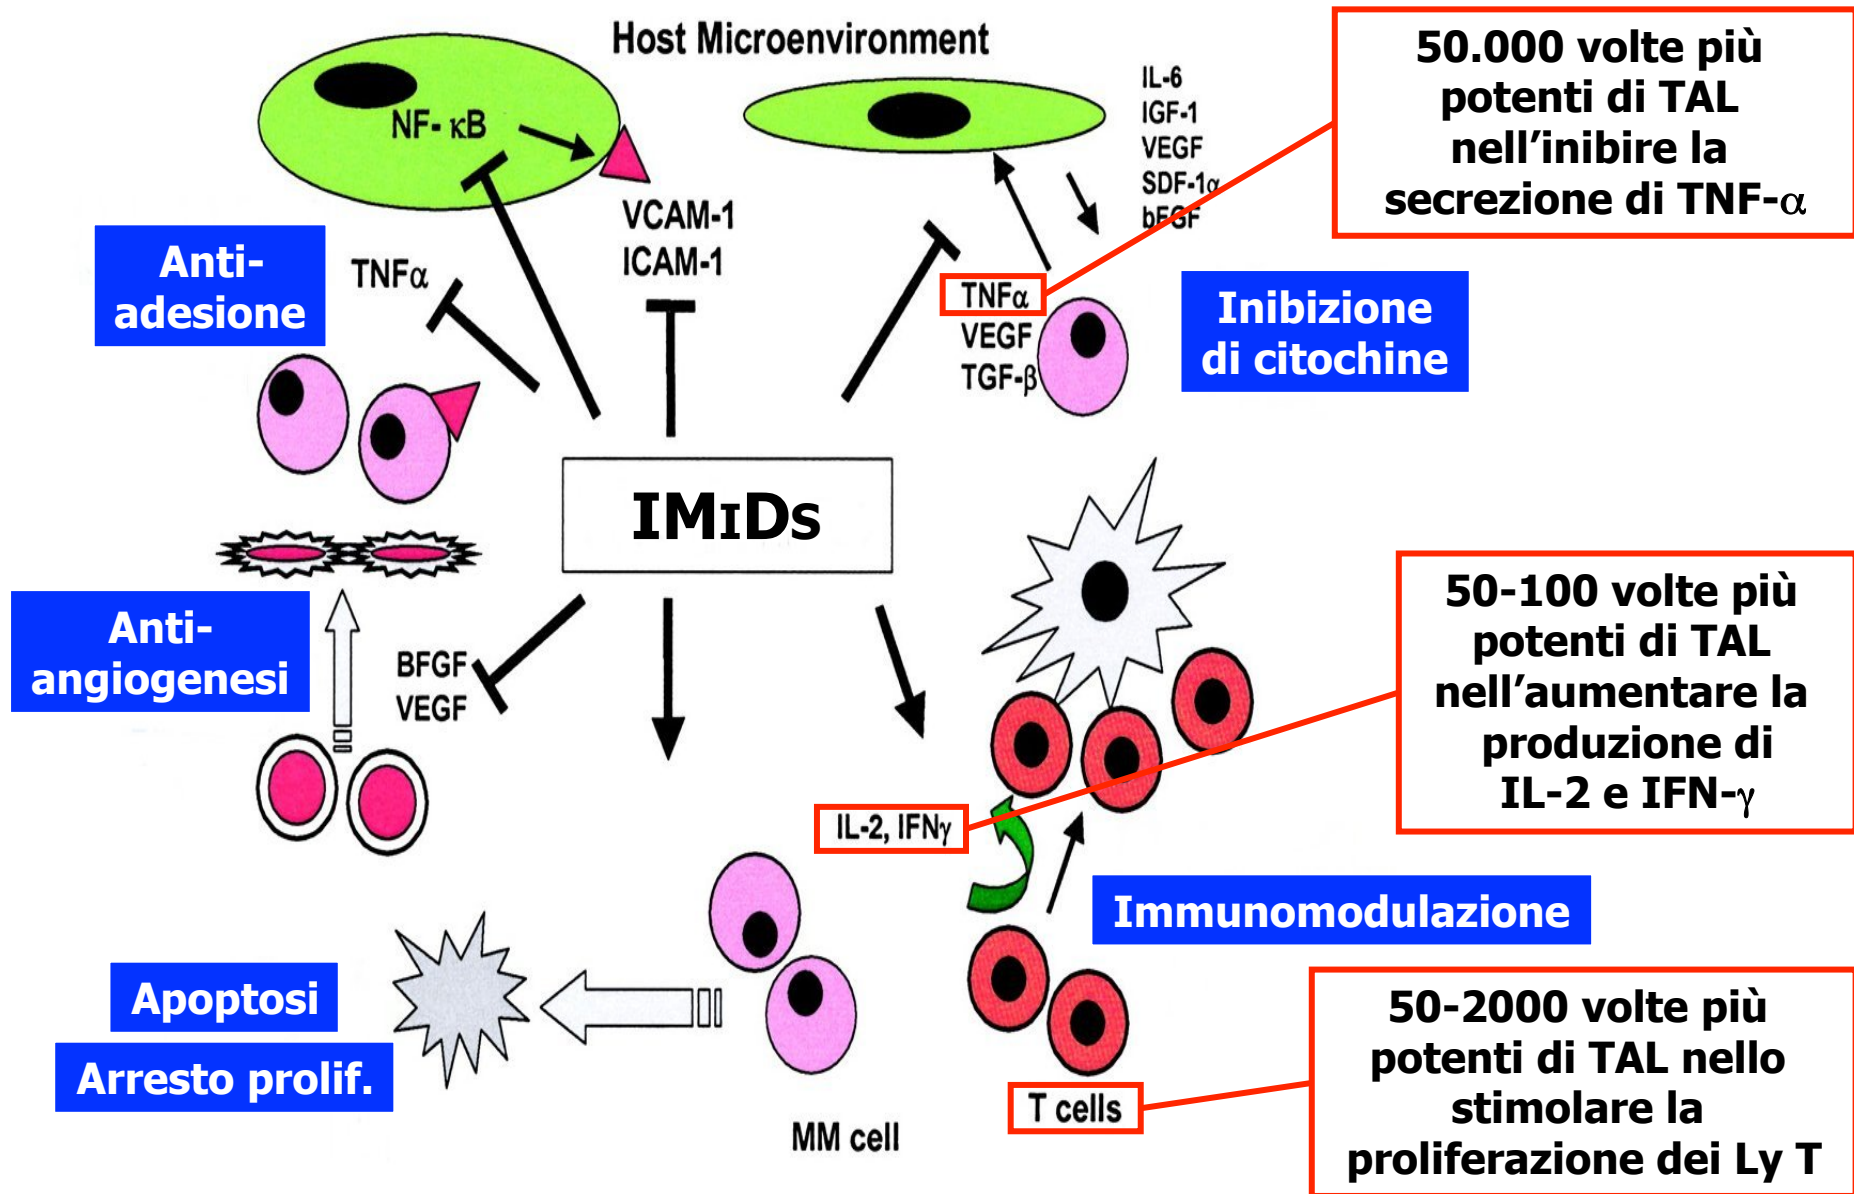 Host Microenvironment
50.000 volte più
potenti di TAL
nell’inibire la
secrezione di TNF-α
NF- κB
IL-6
IGF-1
VEGF
SDF-1α
bFGF
VCAM-1
ICAM-1
Anti-
adesione
TNFα
TNFα
VEGF
TGF-β
Inibizione
di citochine
IMIDS
Anti-
angiogenesi
BFGF
VEGF
50-100 volte più
potenti di TAL
nell’aumentare la
produzione di
IL-2 e IFN-γ
IL-2, IFNγ
Immunomodulazione
Apoptosi
Arresto prolif.
MM cell
T cells
50-2000 volte più
potenti di TAL nello
stimolare la
proliferazione dei Ly T